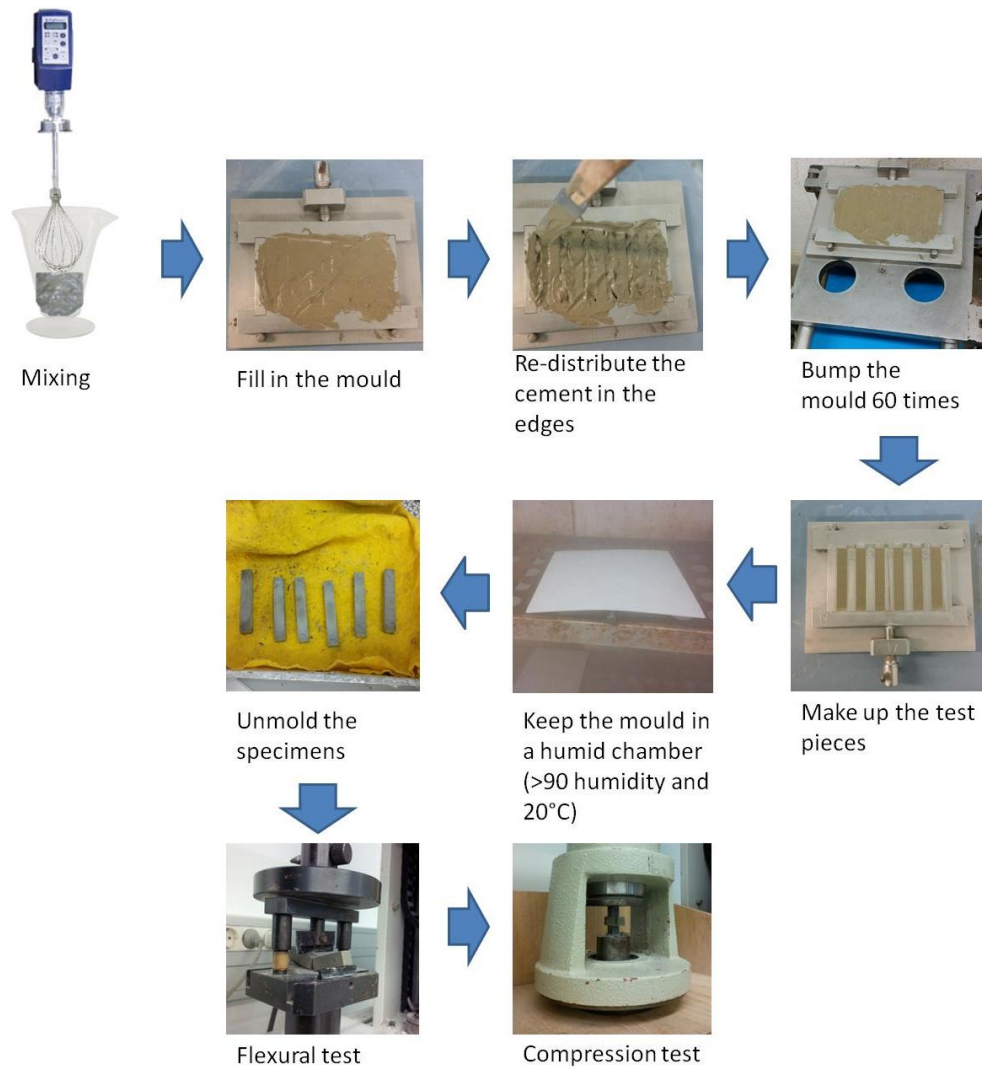 Mixing
Fill in the mould
Re-distribute the
cement in the
edges
Bump the
mould 60 times
Make up the test
pieces
Keep the mould in
a humid chamber
(>90 humidity and
20°C)
Unmold the
specimens
Flexural test
Compression test